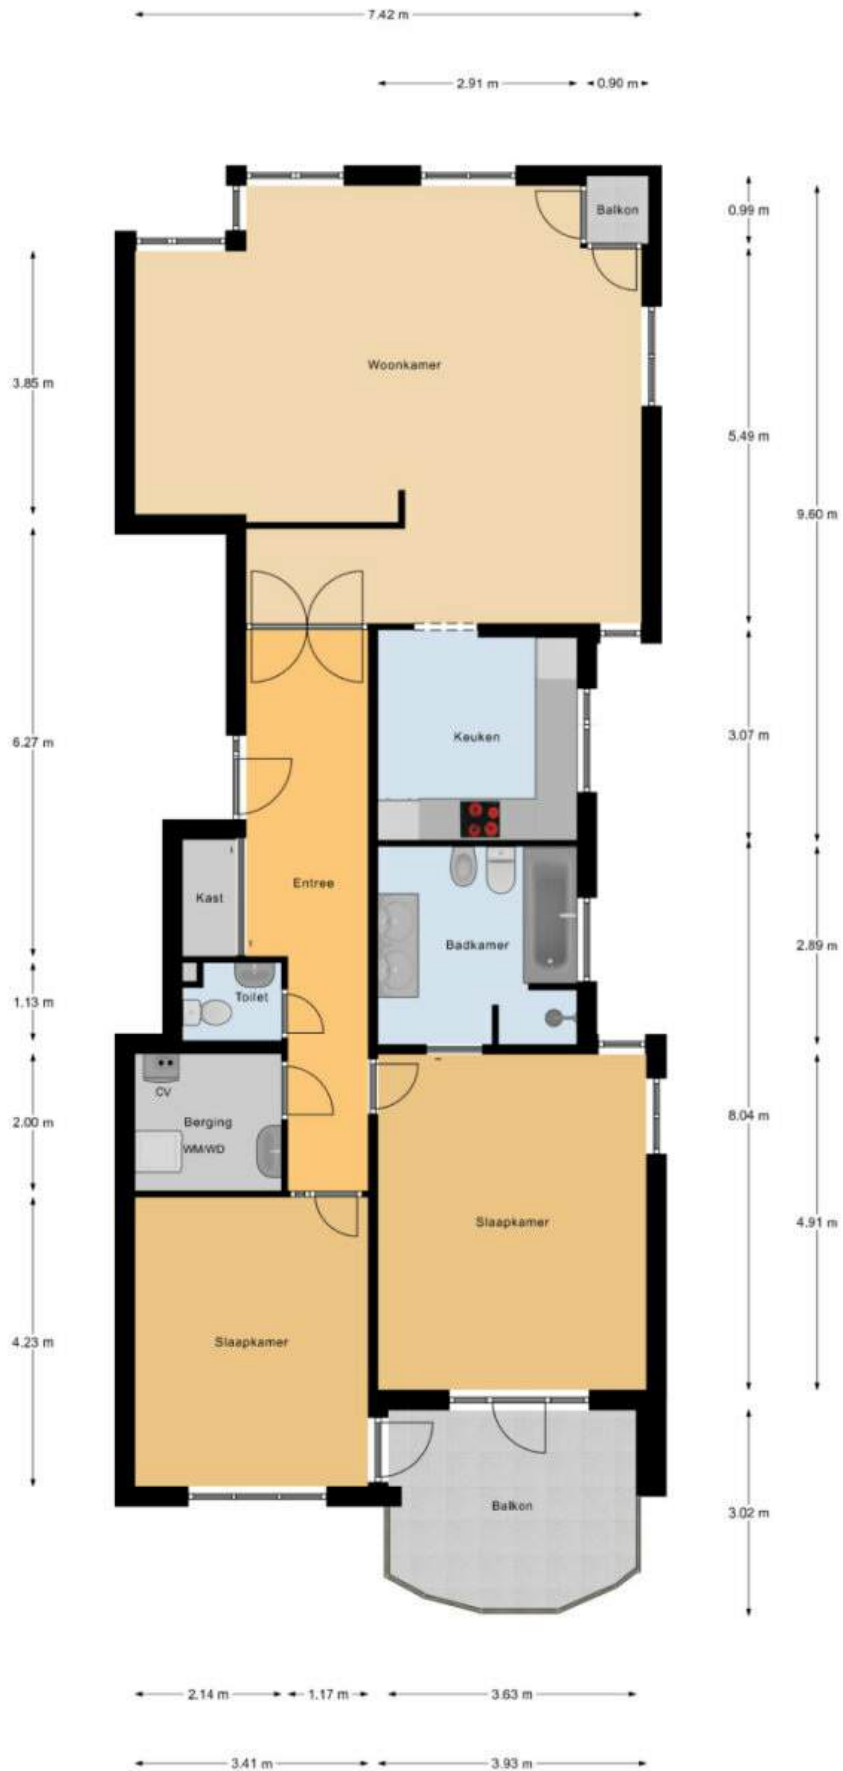 7.42 m
2.91 m
0.90 m
Balkon
0.99 m
Woonkamer
3.85 m
5.49 m
9.60 m
6.27 m
Keuken
3.07 m
Entree
Kast
Badkamer
2.89 m
Toilet
1.13 m
CV
Berging
WM/WD
2.00 m
8.04 m
Slaapkamer
4.91 m
Slaapkamer
4.23 m
Balkon
3.02 m
2.14 m
1.17 m
3.63 m
3.41 m
3.93 m